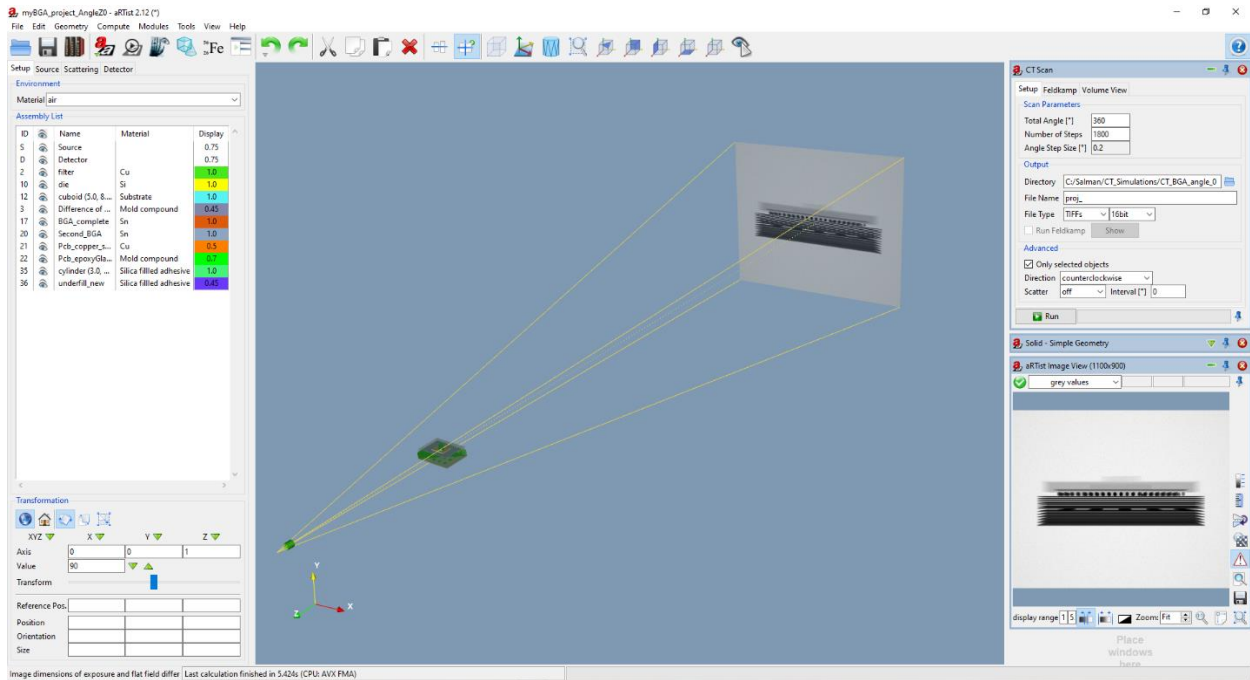 myBGA_project_AngleZ0 - aRTist 2.12 (*)
File Edit Geometry Compute Modules Tools View Help
Fe
Setup Source Scattering Detector
Environment
Material air
Assembly List
ID Name Material Display
S Source 0.75
D Detector 0.75
2 filter Cu 1.0
10 die Si 1.0
12 cuboid (5.0, 8.... Substrate 1.0
3 Difference of ... Mold compound 0.45
17 BGA_complete Sn 1.0
20 Second_BGA Sn 1.0
21 Pcb_copper_s... Cu 0.5
22 Pcb_epoxyGla... Mold compound 0.7
35 cylinder (3.0, ... Silica fillled adhesive 1.0
36 underfill_new Silica fillled adhesive 0.45
Transformation
XYZ X Y Z
Axis 0 0 1
Value 90
Transform
Reference Pos.
Position
Orientation
Size
Image dimensions of exposure and flat field differ Last calculation finished in 5.424s (CPU: AVX FMA)
Y
X
Z
CT Scan
Setup Feldkamp Volume View
Scan Parameters
Total Angle [°] 360
Number of Steps 1800
Angle Step Size [°] 0.2
Output
Directory C:/Salman/CT_Simulations/CT_BGA_angle_0
File Name proj_
File Type TIFFs 16bit
Run Feldkamp Show
Advanced
Only selected objects
Direction counterclockwise
Scatter off Interval [°] 0
Run
Solid - Simple Geometry
aRTist Image View (1100x900)
grey values
display range 1 5 Zoom: Fit
Place
windows
here